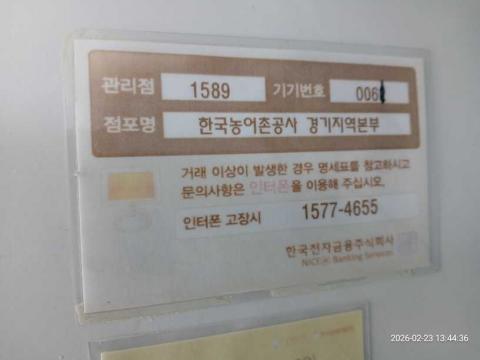 관리점 1589 기기번호 006
점포명 한국농어촌공사 경기지역본부
거래 이상이 발생한 경우 명세표를 참고하시고
문의사항은 인터폰을 이용해 주십시오.
인터폰 고장시 1577-4655
한국전자금융주식회사
NICE Banking Services
2026-02-23 13:44:36